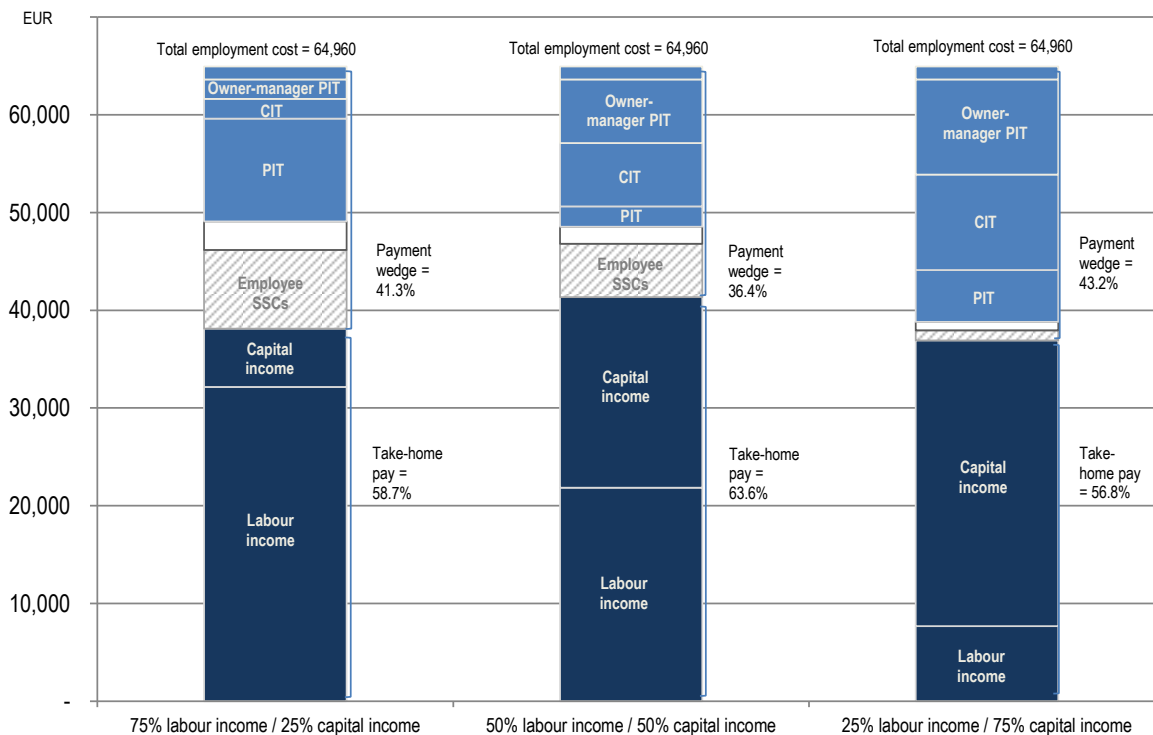 EUR
60,000
50,000
40,000
30,000
20,000
10,000
-
Total employment cost = 64,960
Owner-manager PIT
CIT
PIT
Employee
SSCs
Capital
income
Labour
income
Payment
wedge =
41.3%
Take-home
pay =
58.7%
75% labour income / 25% capital income
Total employment cost = 64,960
Owner-
manager PIT
CIT
PIT
Employee
SSCs
Capital
income
Labour
income
Payment
wedge =
36.4%
Take-home
pay =
63.6%
50% labour income / 50% capital income
Total employment cost = 64,960
Owner-
manager PIT
CIT
PIT
Capital
income
Labour
income
Payment
wedge =
43.2%
Take-
home pay
= 56.8%
25% labour income / 75% capital income